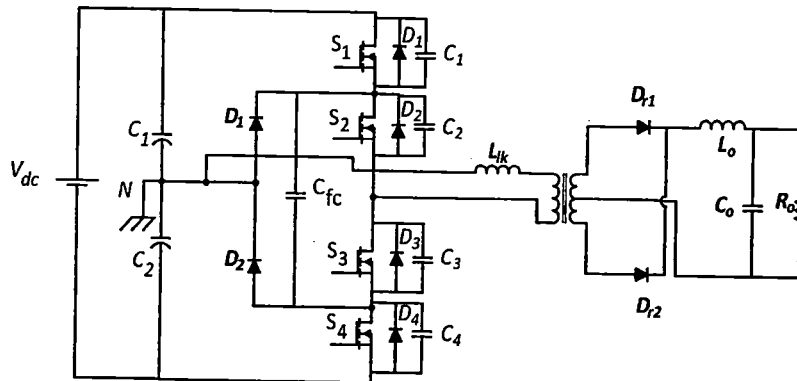 S1
D1
C1
S2
D2
C2
D1
C1
Vdc
N
Cfc
Llk
Dr1
Lo
Co
Ro
C2
D2
S3
D3
C3
Dr2
S4
D4
C4